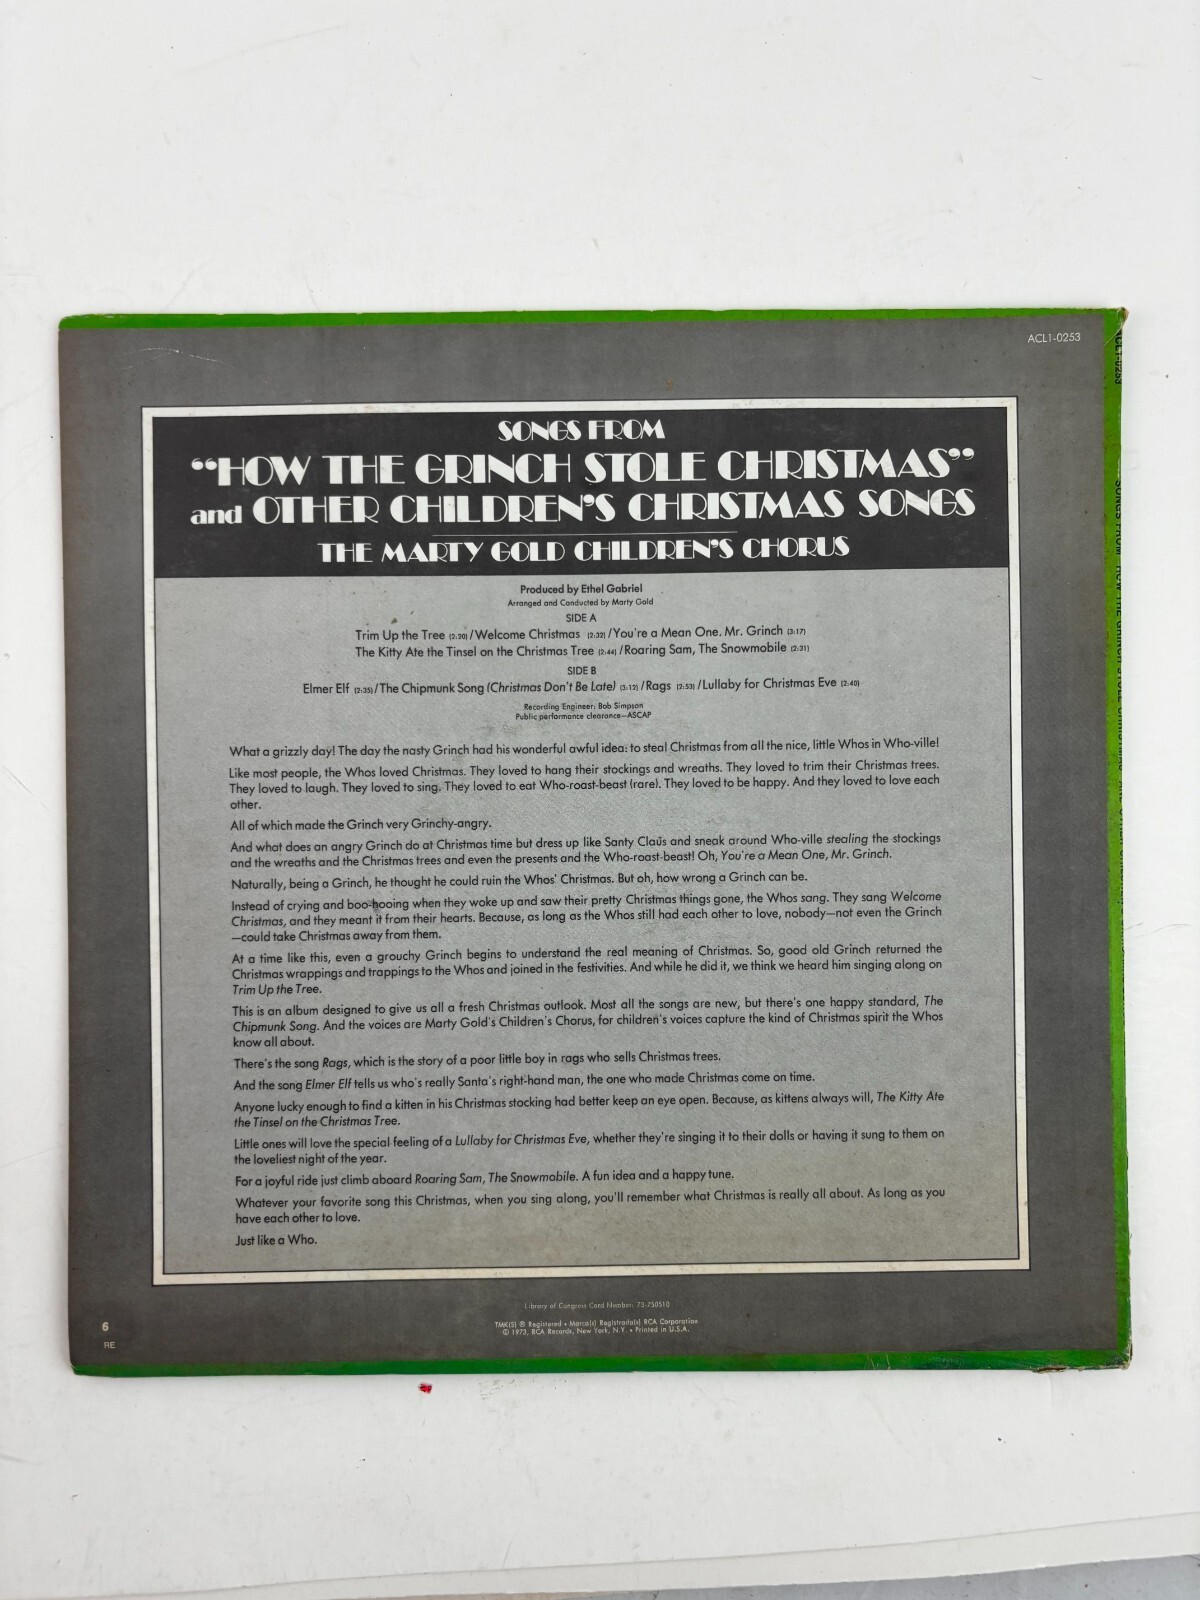 ACL1-0253
SONGS FROM
“HOW THE GRINCH STOLE CHRISTMAS”
and OTHER CHILDREN'S CHRISTMAS SONGS
THE MARTY GOLD CHILDREN'S CHORUS
Produced by Ethel Gabriel
Arranged and Conducted by Marty Gold
SIDE A
Trim Up the Tree (2:20)/Welcome Christmas (2:32)/You're a Mean One, Mr. Grinch (3:17)
The Kitty Ate the Tinsel on the Christmas Tree (2:44)/Roaring Sam, The Snowmobile (2:31)
SIDE B
Elmer Elf (2:35)/The Chipmunk Song (Christmas Don't Be Late) (3:12)/Rags (2:53)/Lullaby for Christmas Eve (2:40)
Recording Engineer: Bob Simpson
Public performance clearance—ASCAP
What a grizzly day! The day the nasty Grinch had his wonderful awful idea: to steal Christmas from all the nice, little Whos in Who-ville!
Like most people, the Whos loved Christmas. They loved to hang their stockings and wreaths. They loved to trim their Christmas trees.
They loved to laugh. They loved to sing. They loved to eat Who-roast-beast (rare). They loved to be happy. And they loved to love each
other.
All of which made the Grinch very Grinchy-angry.
And what does an angry Grinch do at Christmas time but dress up like Santy Claus and sneak around Who-ville stealing the stockings
and the wreaths and the Christmas trees and even the presents and the Who-roast-beast! Oh, You're a Mean One, Mr. Grinch.
Naturally, being a Grinch, he thought he could ruin the Whos' Christmas. But oh, how wrong a Grinch can be.
Instead of crying and boo-hooing when they woke up and saw their pretty Christmas things gone, the Whos sang. They sang Welcome
Christmas, and they meant it from their hearts. Because, as long as the Whos still had each other to love, nobody—not even the Grinch
—could take Christmas away from them.
At a time like this, even a grouchy Grinch begins to understand the real meaning of Christmas. So, good old Grinch returned the
Christmas wrappings and trappings to the Whos and joined in the festivities. And while he did it, we think we heard him singing along on
Trim Up the Tree.
This is an album designed to give us all a fresh Christmas outlook. Most all the songs are new, but there's one happy standard, The
Chipmunk Song. And the voices are Marty Gold's Children's Chorus, for children's voices capture the kind of Christmas spirit the Whos
know all about.
There's the song Rags, which is the story of a poor little boy in rags who sells Christmas trees.
And the song Elmer Elf tells us who's really Santa's right-hand man, the one who made Christmas come on time.
Anyone lucky enough to find a kitten in his Christmas stocking had better keep an eye open. Because, as kittens always will, The Kitty Ate
the Tinsel on the Christmas Tree.
Little ones will love the special feeling of a Lullaby for Christmas Eve, whether they're singing it to their dolls or having it sung to them on
the loveliest night of the year.
For a joyful ride just climb aboard Roaring Sam, The Snowmobile. A fun idea and a happy tune.
Whatever your favorite song this Christmas, when you sing along, you'll remember what Christmas is really all about. As long as you
have each other to love.
Just like a Who.
Library of Congress Card Number: 73-750510
TMK(S) ® Registered • Marca(s) Registrada(s) RCA Corporation
© 1973, RCA Records, New York, N.Y. • Printed in U.S.A.
6
RE
ACL1-0253
SONGS FROM "HOW THE GRINCH STOLE CHRISTMAS"